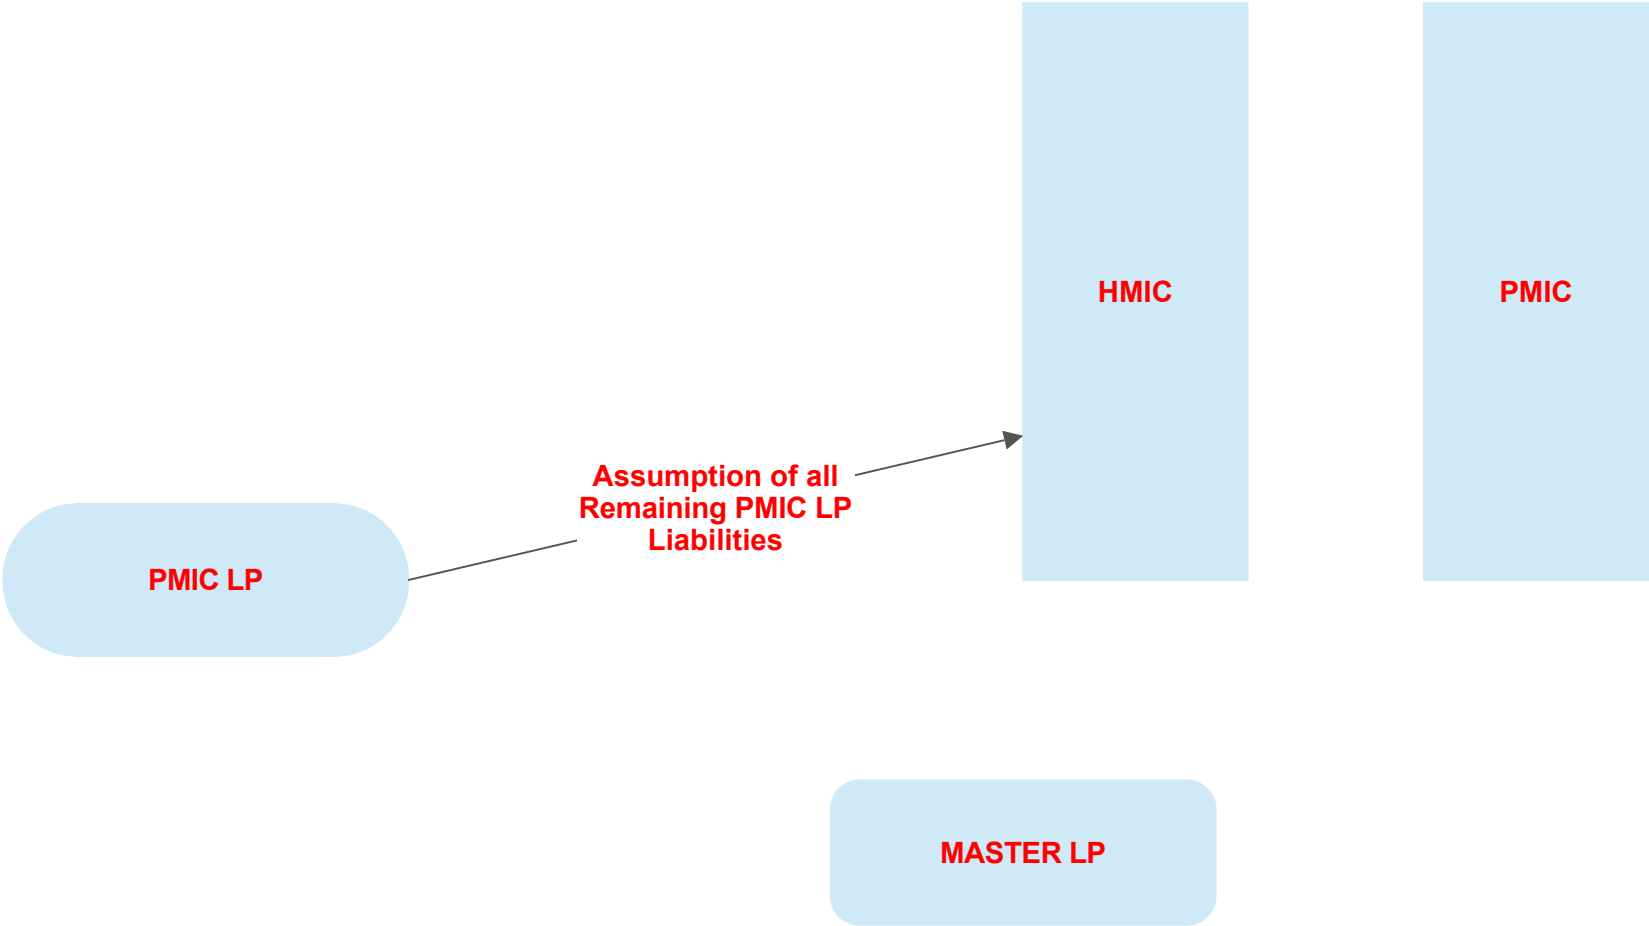 HMIC
PMIC
Assumption of all
Remaining PMIC LP
Liabilities
PMIC LP
MASTER LP